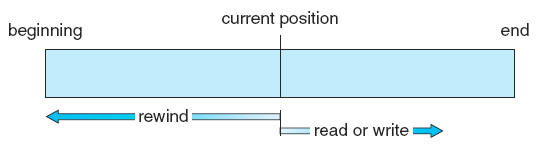 current position
beginning
end
rewind
read or write